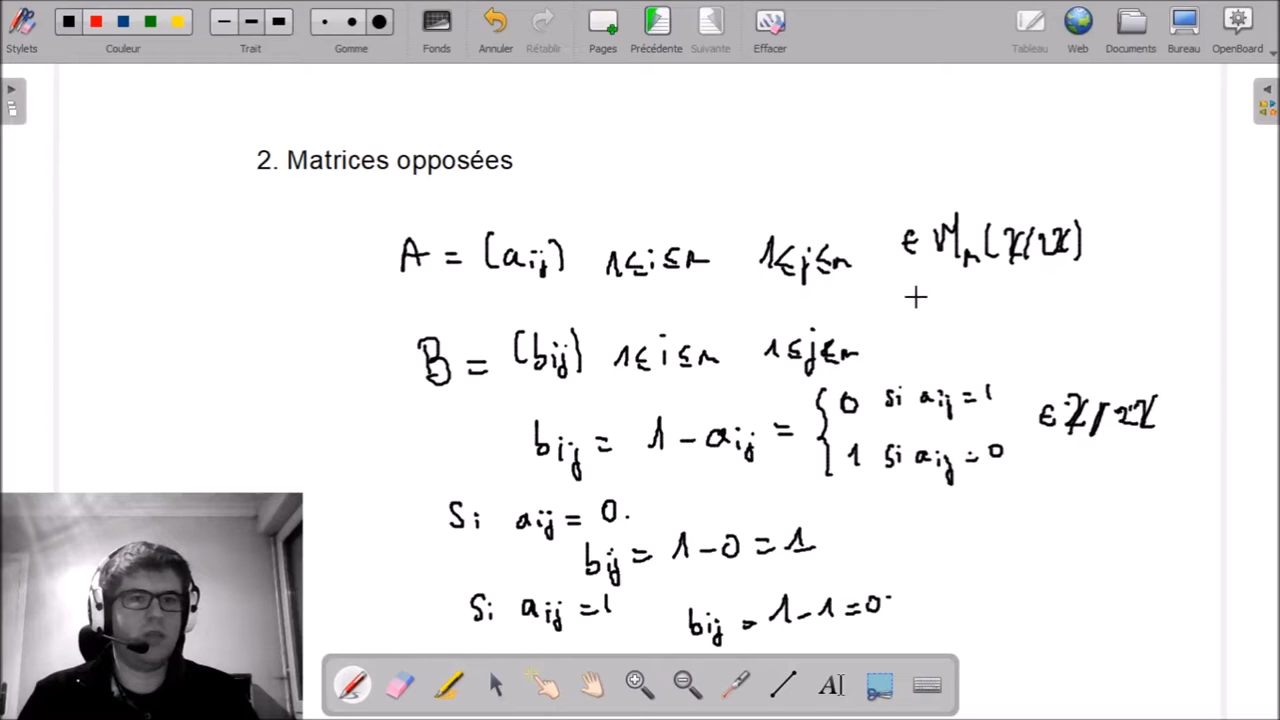 Stylets Couleur Trait Gomme Fonds Annuler Rétablir Pages Précédente Suivante Effacer Tableau Web Documents Bureau OpenBoard
2. Matrices opposées
A = (aij) 1≤i≤n 1≤j≤n ∈ Mn(Z/2Z)
B = (bij) 1≤i≤n 1≤j≤n
bij = 1 - aij = { 0 si aij = 1
1 si aij = 0 ∈ Z/2Z
Si aij = 0.
bij = 1 - 0 = 1
Si aij = 1 bij = 1 - 1 = 0.
AI